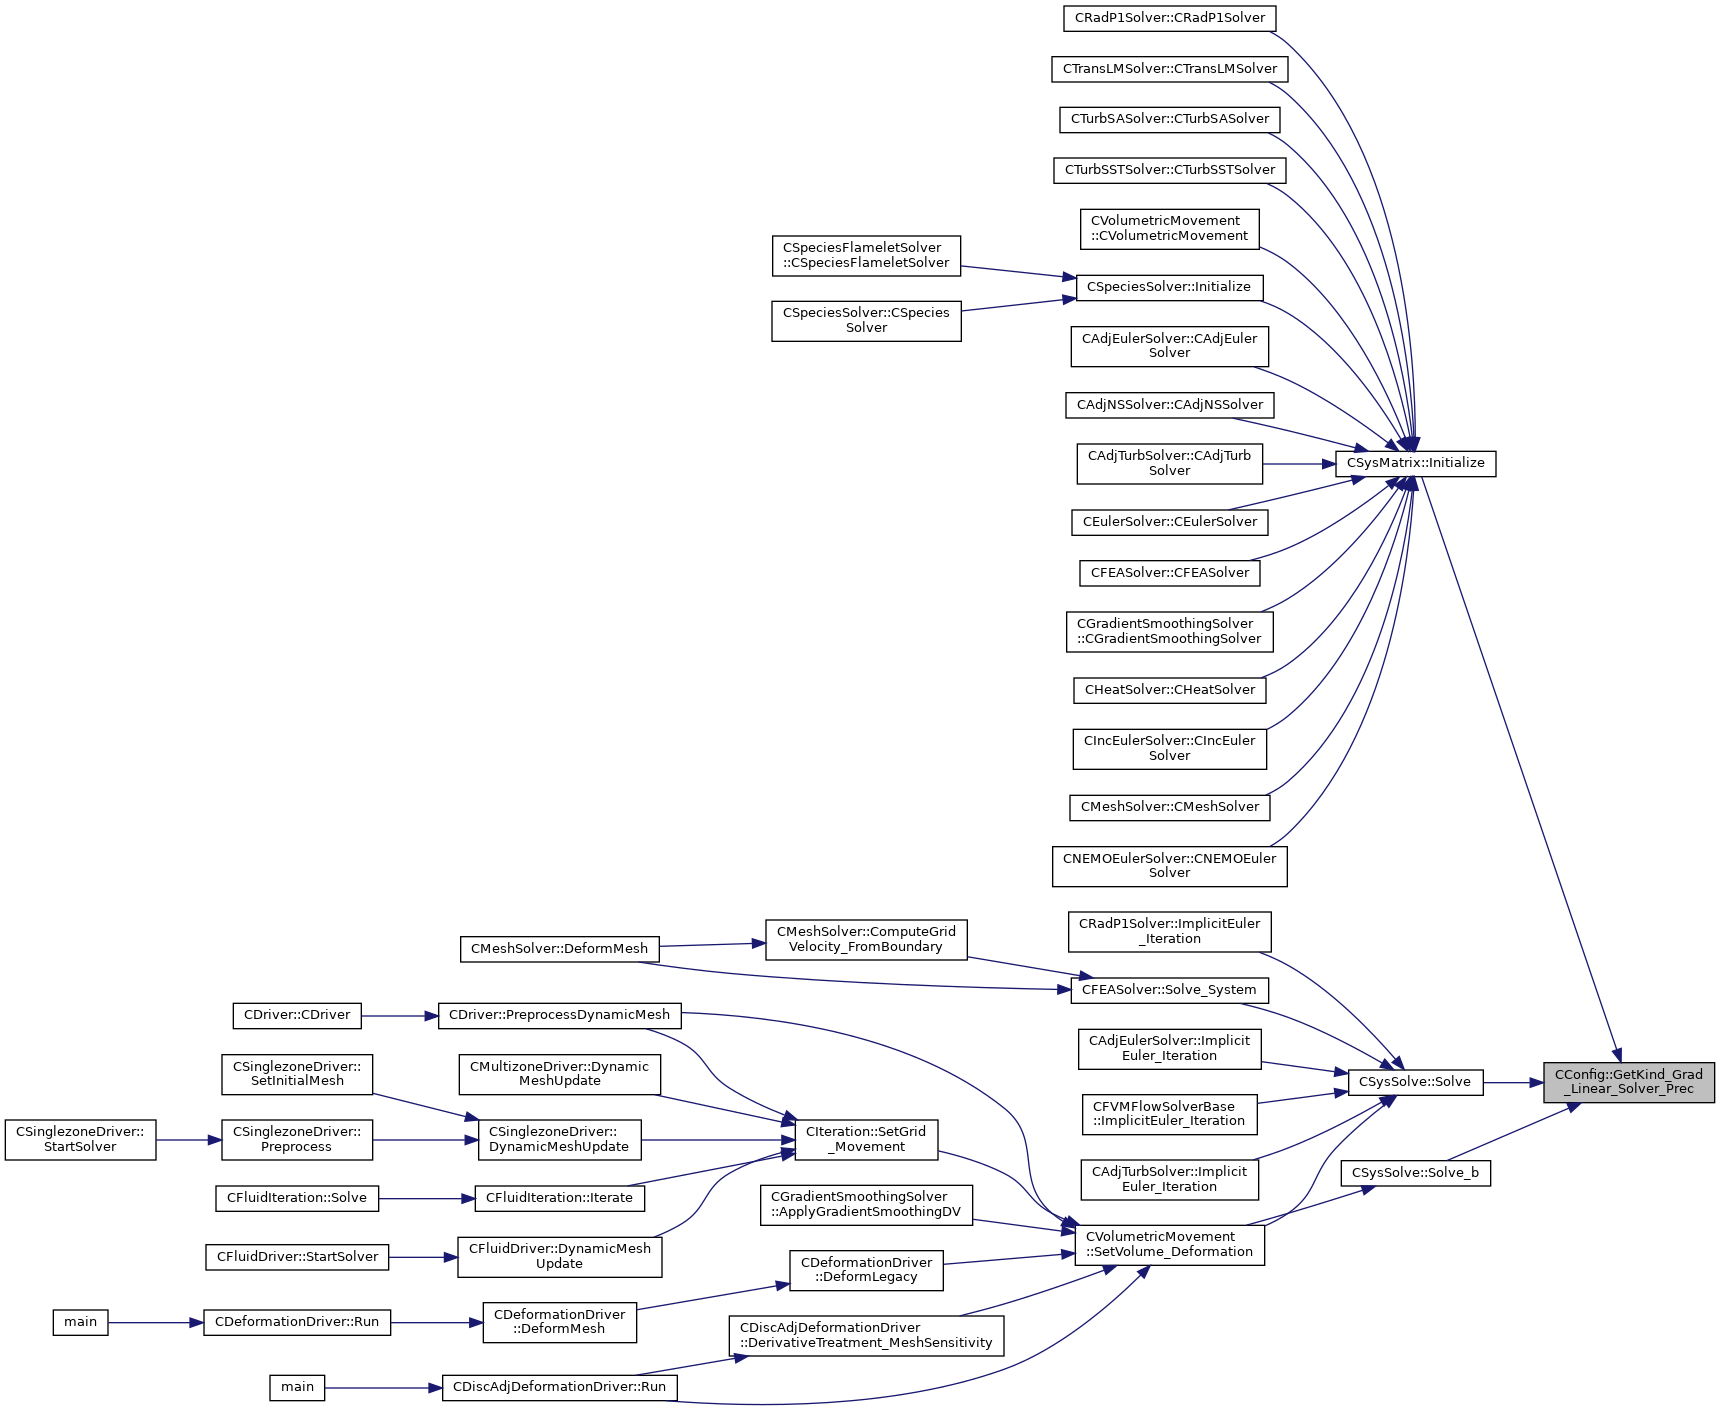 CRadP1Solver::CRadP1Solver
CTransLMSolver::CTransLMSolver
CTurbSASolver::CTurbSASolver
CTurbSSTSolver::CTurbSSTSolver
CVolumetricMovement
::CVolumetricMovement
CSpeciesFlameletSolver
::CSpeciesFlameletSolver
CSpeciesSolver::Initialize
CSpeciesSolver::CSpecies
Solver
CAdjEulerSolver::CAdjEuler
Solver
CAdjNSSolver::CAdjNSSolver
CAdjTurbSolver::CAdjTurb
Solver
CSysMatrix::Initialize
CEulerSolver::CEulerSolver
CFEASolver::CFEASolver
CGradientSmoothingSolver
::CGradientSmoothingSolver
CHeatSolver::CHeatSolver
CIncEulerSolver::CIncEuler
Solver
CMeshSolver::CMeshSolver
CNEMOEulerSolver::CNEMOEuler
Solver
CRadP1Solver::ImplicitEuler
_Iteration
CMeshSolver::ComputeGrid
Velocity_FromBoundary
CMeshSolver::DeformMesh
CFEASolver::Solve_System
CDriver::CDriver
CDriver::PreprocessDynamicMesh
CAdjEulerSolver::Implicit
Euler_Iteration
CSinglezoneDriver::
SetInitialMesh
CMultizoneDriver::Dynamic
MeshUpdate
CSysSolve::Solve
CConfig::GetKind_Grad
_Linear_Solver_Prec
CFVMFlowSolverBase
::ImplicitEuler_Iteration
CSinglezoneDriver::
StartSolver
CSinglezoneDriver::
Preprocess
CSinglezoneDriver::
DynamicMeshUpdate
CIteration::SetGrid
_Movement
CAdjTurbSolver::Implicit
Euler_Iteration
CSysSolve::Solve_b
CFluidIteration::Solve
CFluidIteration::Iterate
CGradientSmoothingSolver
::ApplyGradientSmoothingDV
CVolumetricMovement
::SetVolume_Deformation
CFluidDriver::StartSolver
CFluidDriver::DynamicMesh
Update
CDeformationDriver
::DeformLegacy
main
CDeformationDriver::Run
CDeformationDriver
::DeformMesh
CDiscAdjDeformationDriver
::DerivativeTreatment_MeshSensitivity
main
CDiscAdjDeformationDriver::Run